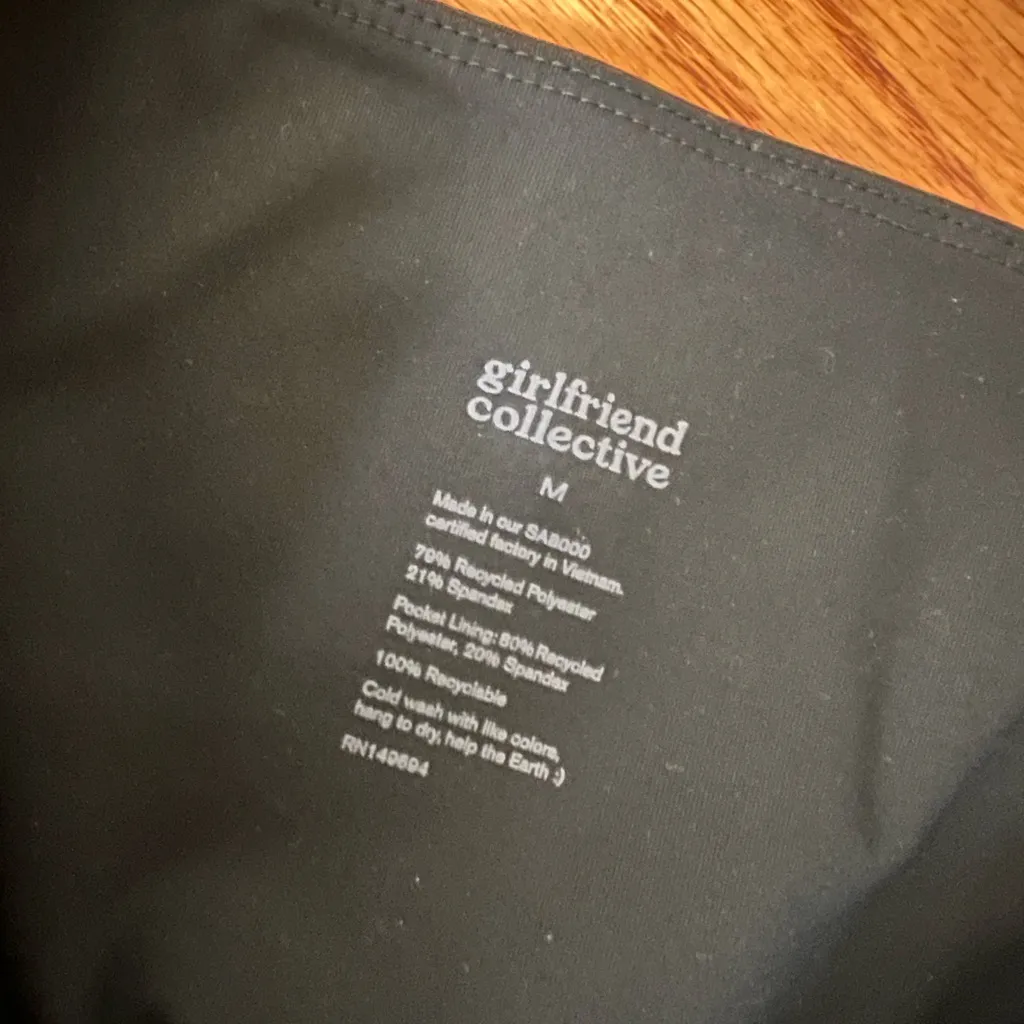 girlfriend
collective
M
Made in our SA8000
certified factory in Vietnam.
79% Recycled Polyester
21% Spandex
Pocket Lining: 80% Recycled
Polyester, 20% Spandex
100% Recyclable
Cold wash with like colors,
hang to dry, help the Earth :)
RN149694